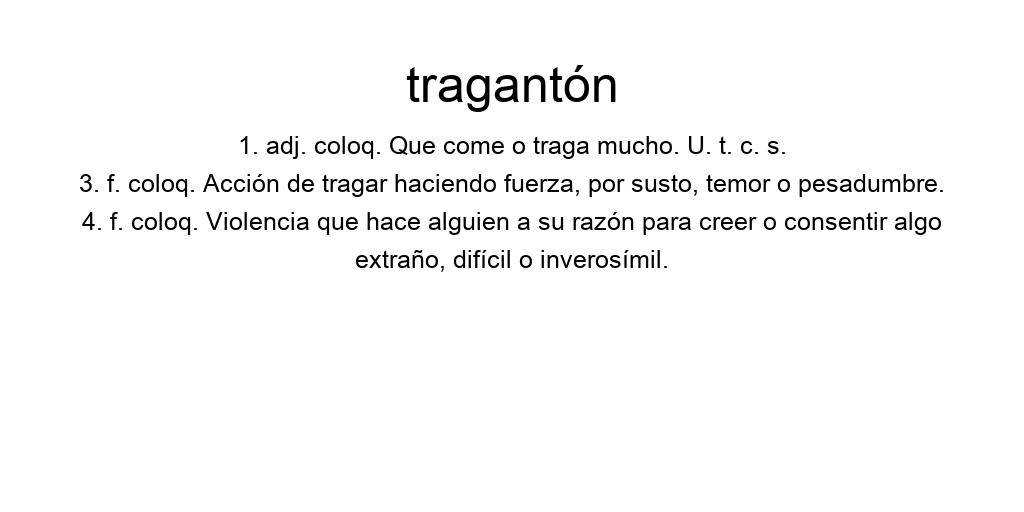 tragantón
1. adj. coloq. Que come o traga mucho. U. t. c. s.
3. f. coloq. Acción de tragar haciendo fuerza, por susto, temor o pesadumbre.
4. f. coloq. Violencia que hace alguien a su razón para creer o consentir algo
extraño, difícil o inverosímil.